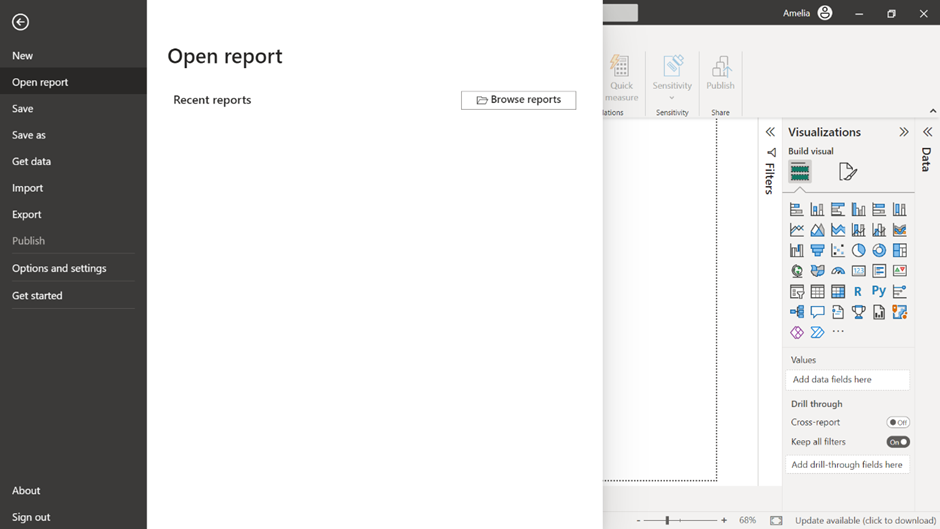 Amelia
New
Open report
Save
Save as
Get data
Import
Export
Publish
Options and settings
Get started
About
Sign out
Open report
Recent reports
Browse reports
Quick
measure
lations
Sensitivity
Sensitivity
Publish
Share
Filters
Visualizations
Build visual
123
R
Py
Values
Add data fields here
Drill through
Cross-report
Off
Keep all filters
On
Add drill-through fields here
Data
68%
Update available (click to download)